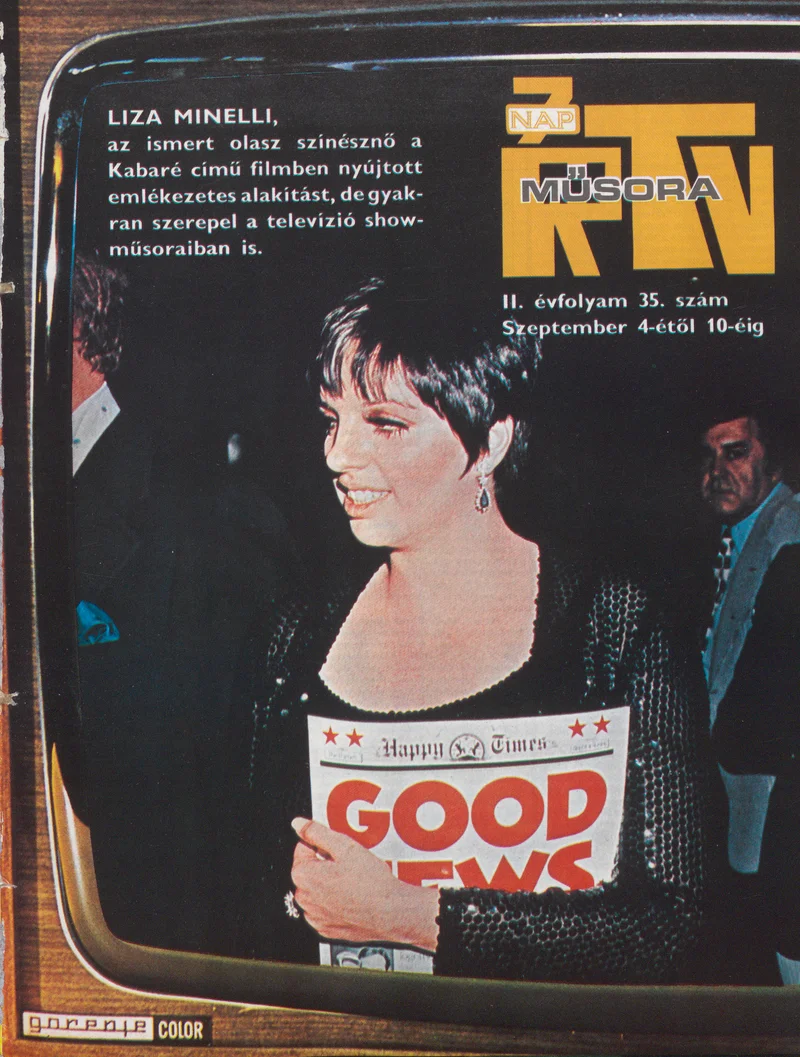 LIZA MINELLI,
az ismert olasz színésznő a
Kabaré című filmben nyújtott
emlékezetes alakítást, de gyak-
ran szerepel a televízió show-
műsoraiban is.
7
NAP
RTV
MŰSORA
II. évfolyam 35. szám
Szeptember 4-étől 10-éig
Happy Times
GOOD
NEWS
gorenje COLOR